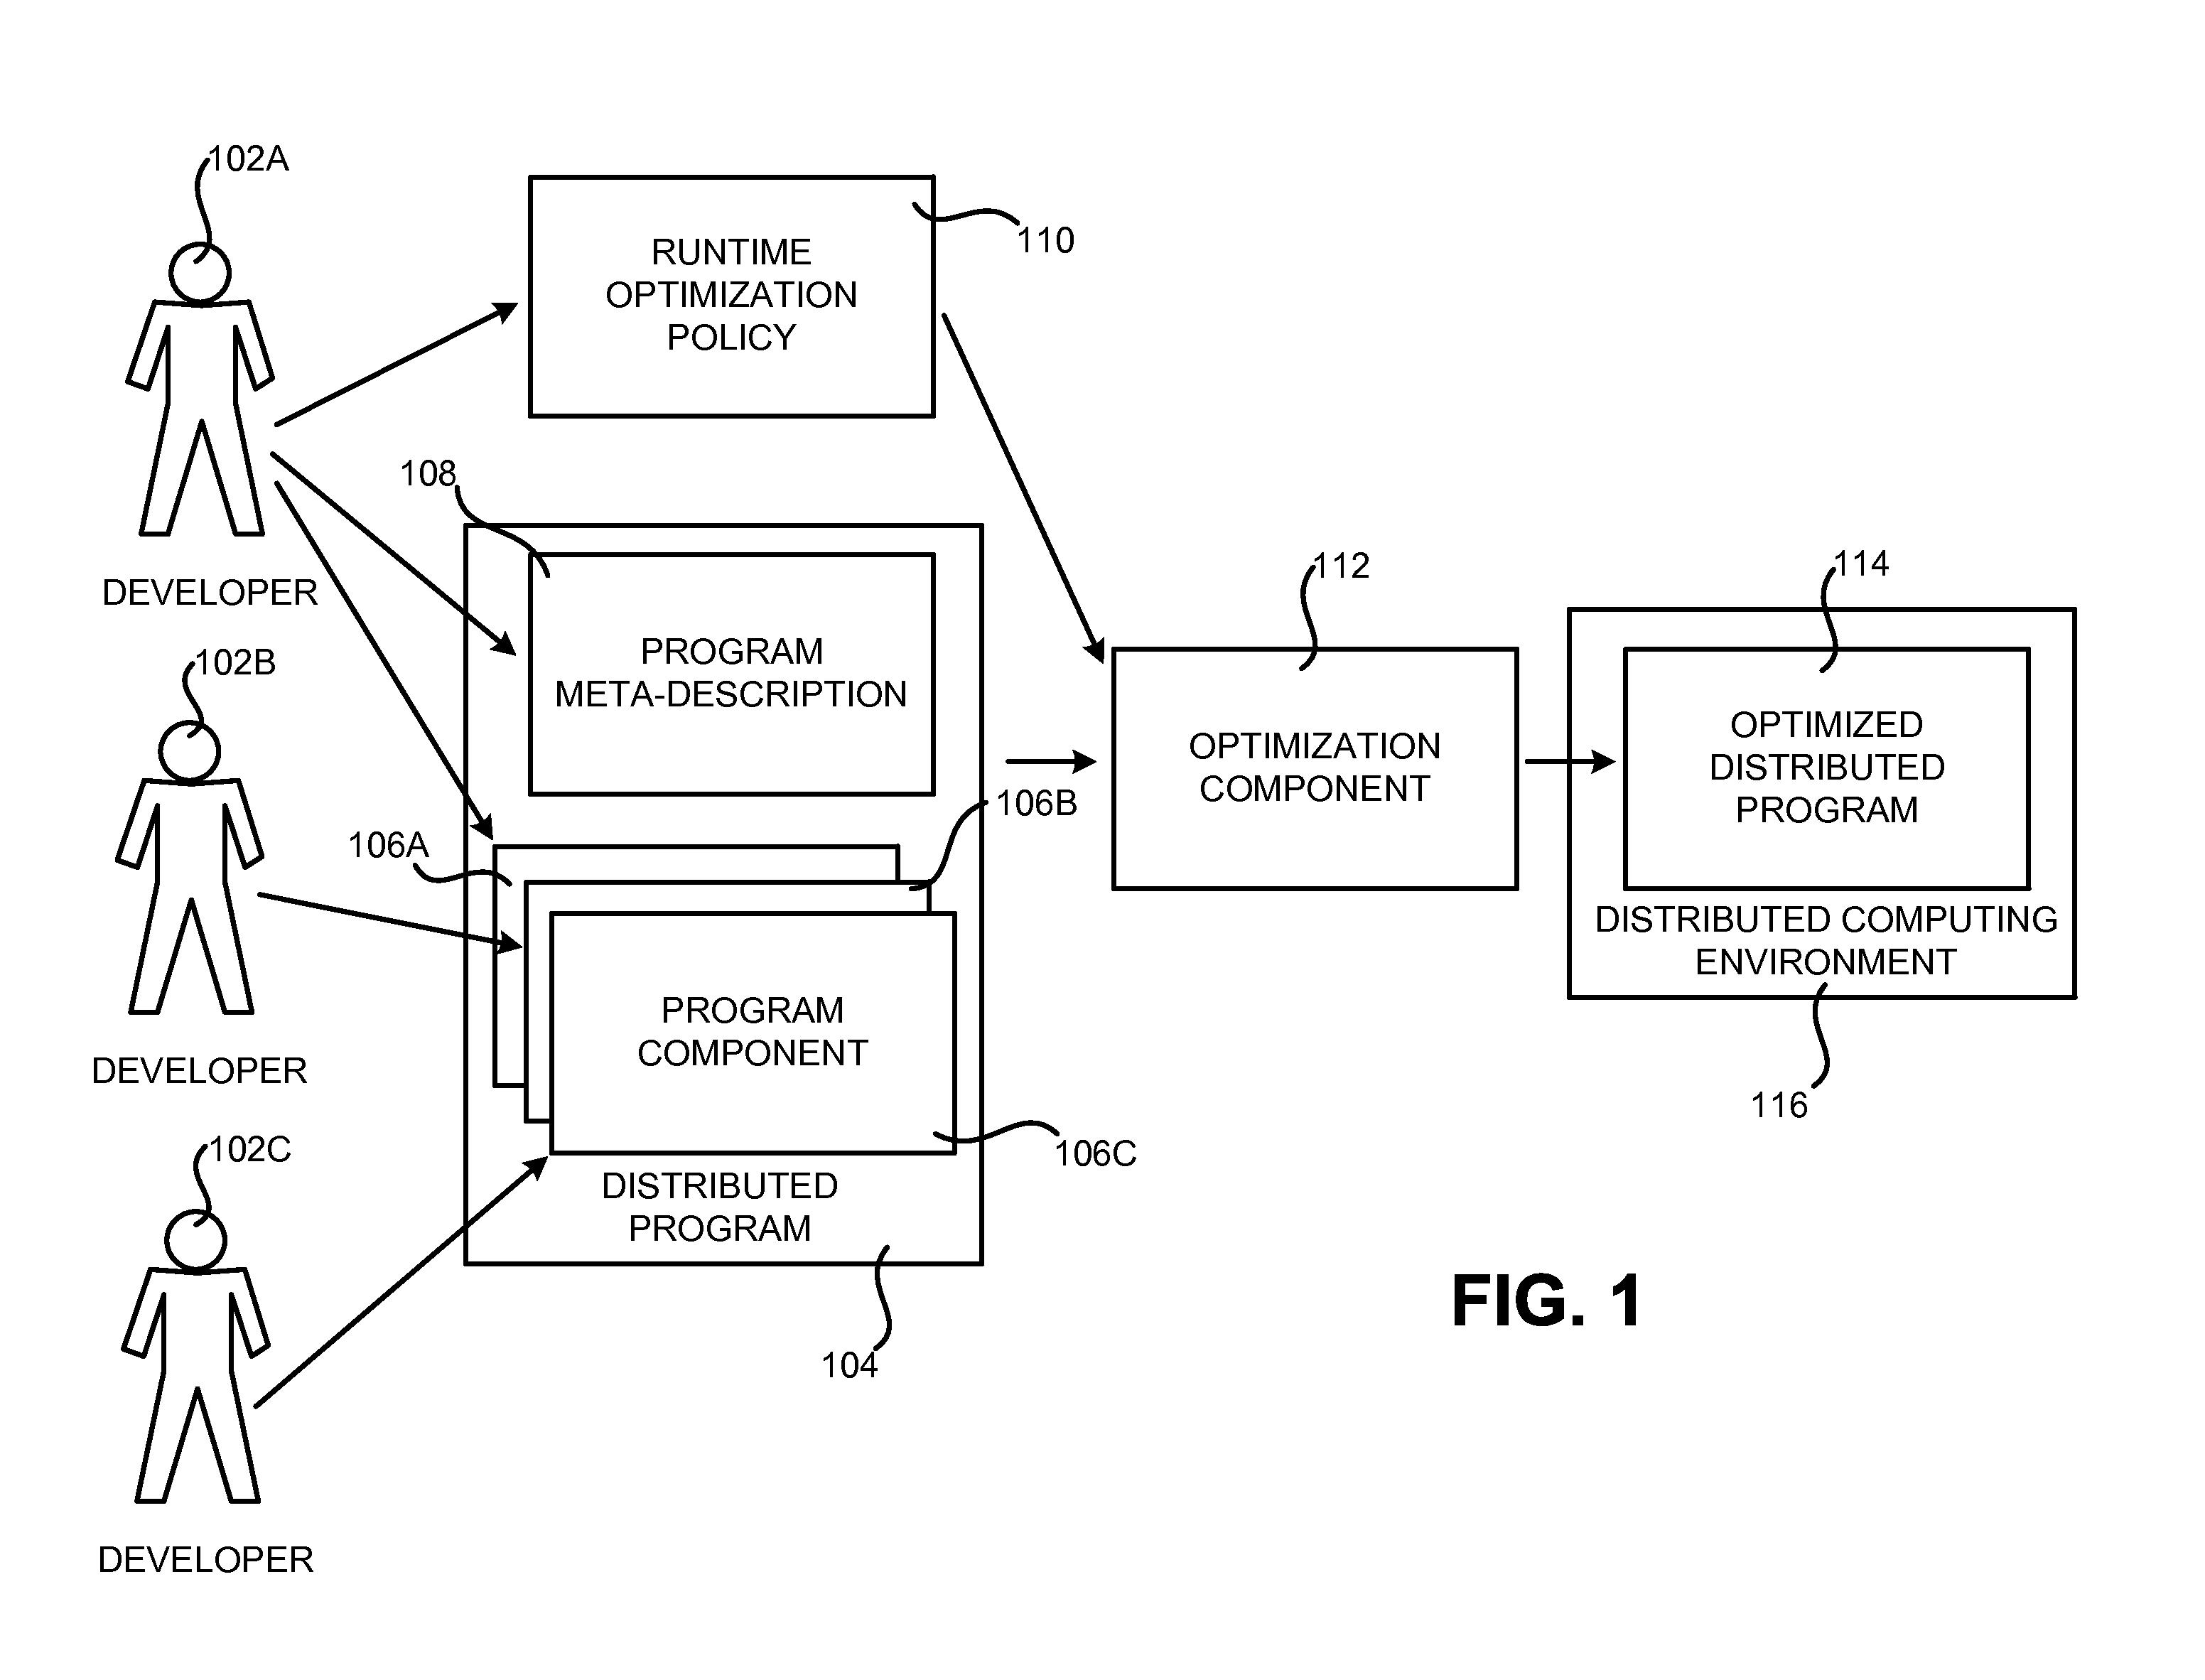 102A
110
RUNTIME
OPTIMIZATION
POLICY
108
DEVELOPER
112
114
102B
PROGRAM
META-DESCRIPTION
OPTIMIZATION
COMPONENT
OPTIMIZED
DISTRIBUTED
PROGRAM
106B
106A
DISTRIBUTED COMPUTING
ENVIRONMENT
PROGRAM
COMPONENT
DEVELOPER
116
102C
106C
DISTRIBUTED
PROGRAM
FIG. 1
104
DEVELOPER